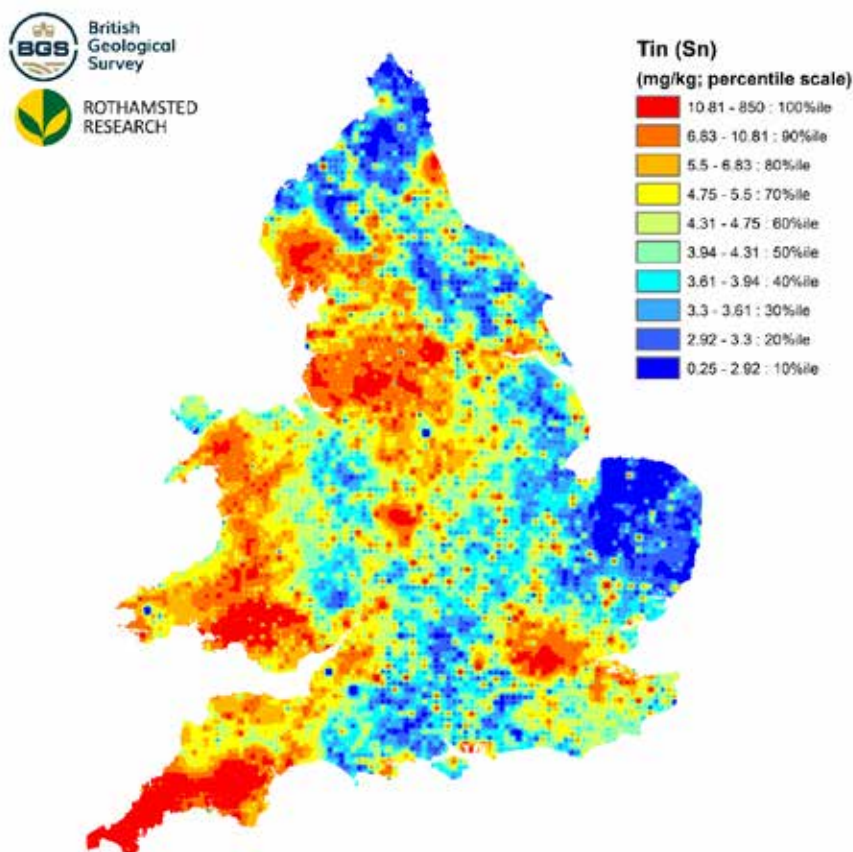 BGS
British
Geological
Survey
ROTHAMSTED
RESEARCH
Tin (Sn)
(mg/kg; percentile scale)
10.81 - 850 : 100%ile
6.83 - 10.81 : 90%ile
5.5 - 6.83 : 80%ile
4.75 - 5.5 : 70%ile
4.31 - 4.75 : 60%ile
3.94 - 4.31 : 50%ile
3.61 - 3.94 : 40%ile
3.3 - 3.61 : 30%ile
2.92 - 3.3 : 20%ile
0.25 - 2.92 : 10%ile